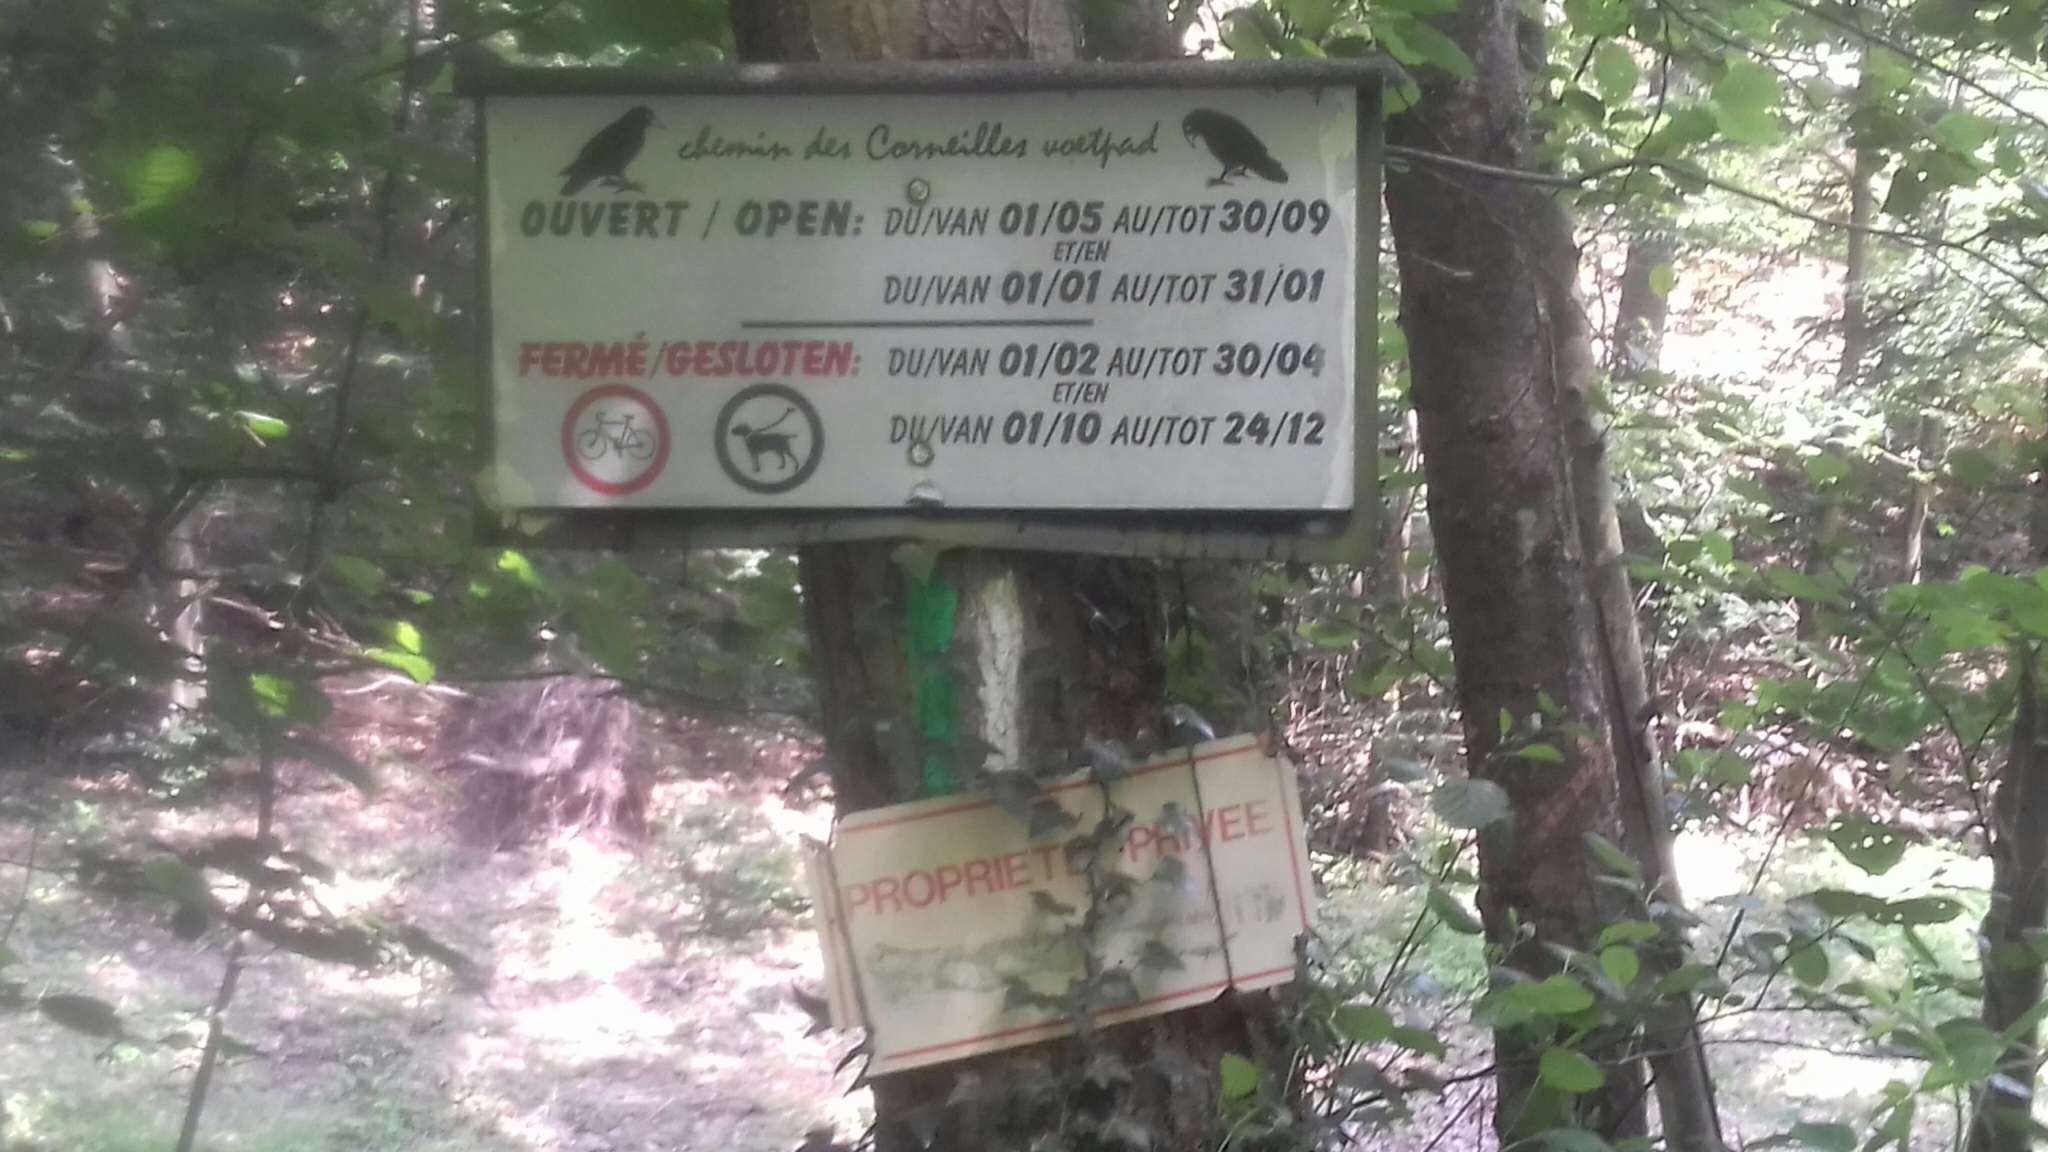 chemin des Corneilles voetpad
OUVERT / OPEN: DU/VAN 01/05 AU/TOT 30/09
ET/EN
DU/VAN 01/01 AU/TOT 31/01
FERMÉ/GESLOTEN: DU/VAN 01/02 AU/TOT 30/04
ET/EN
DU/VAN 01/10 AU/TOT 24/12
PROPRIETE PRIVEE